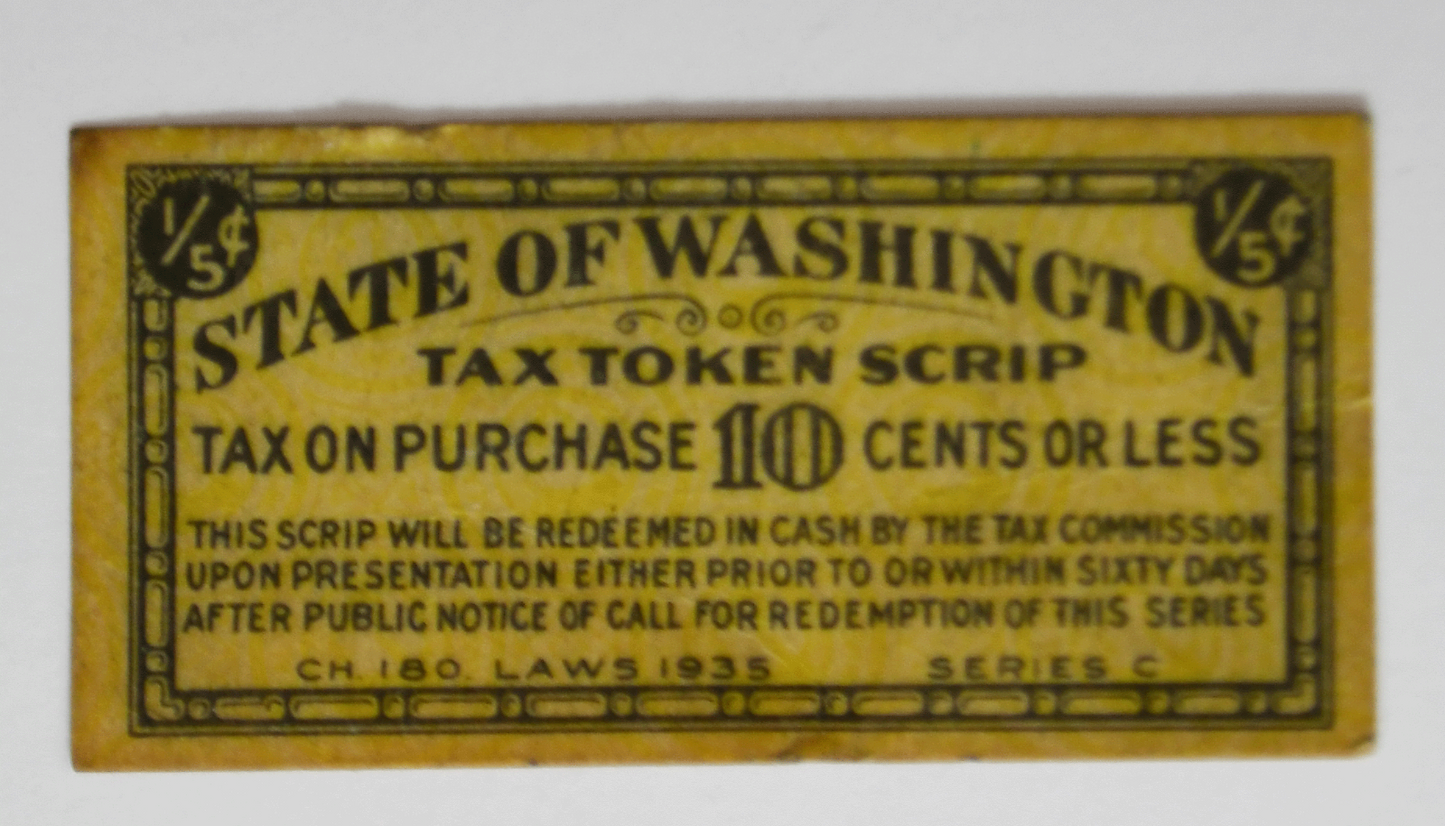 1/5¢ 1/5¢
STATE OF WASHINGTON
TAX TOKEN SCRIP
TAX ON PURCHASE 10 CENTS OR LESS
THIS SCRIP WILL BE REDEEMED IN CASH BY THE TAX COMMISSION
UPON PRESENTATION EITHER PRIOR TO OR WITHIN SIXTY DAYS
AFTER PUBLIC NOTICE OF CALL FOR REDEMPTION OF THIS SERIES
CH. 180. LAWS 1935 SERIES C